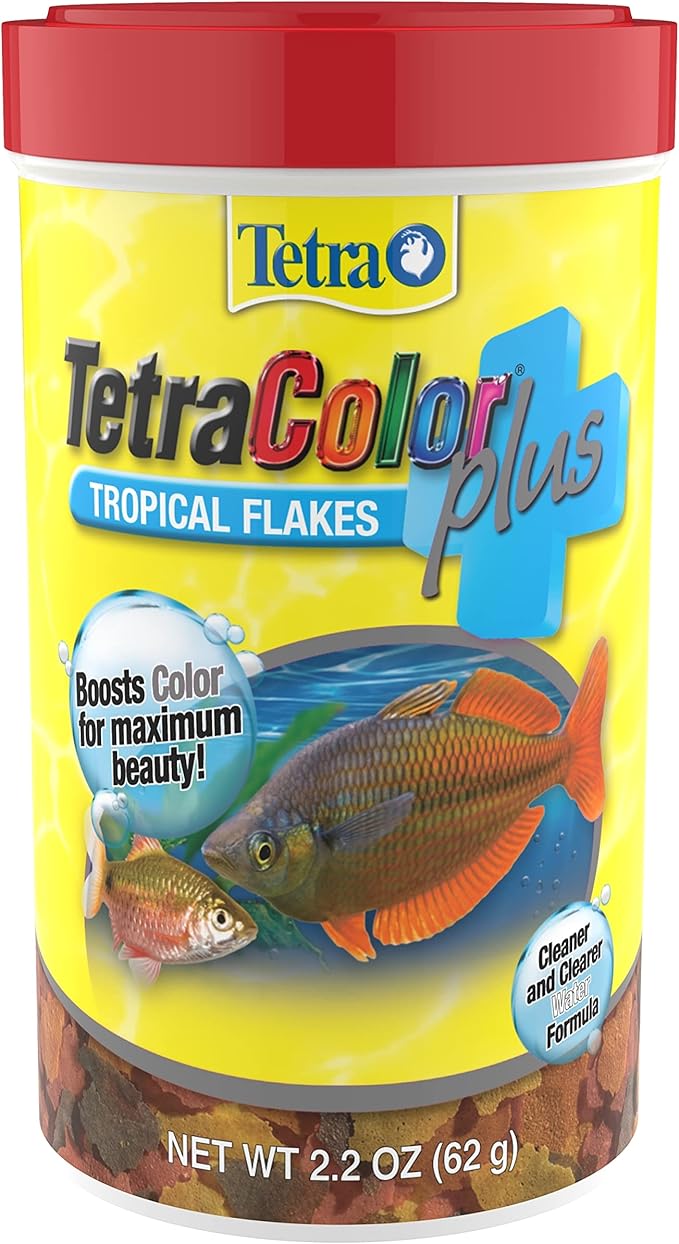 Tetra
TetraColor®
plus
TROPICAL FLAKES
Boosts Color
for maximum
beauty!
Cleaner
and Clearer
Water
Formula
NET WT 2.2 OZ (62 g)